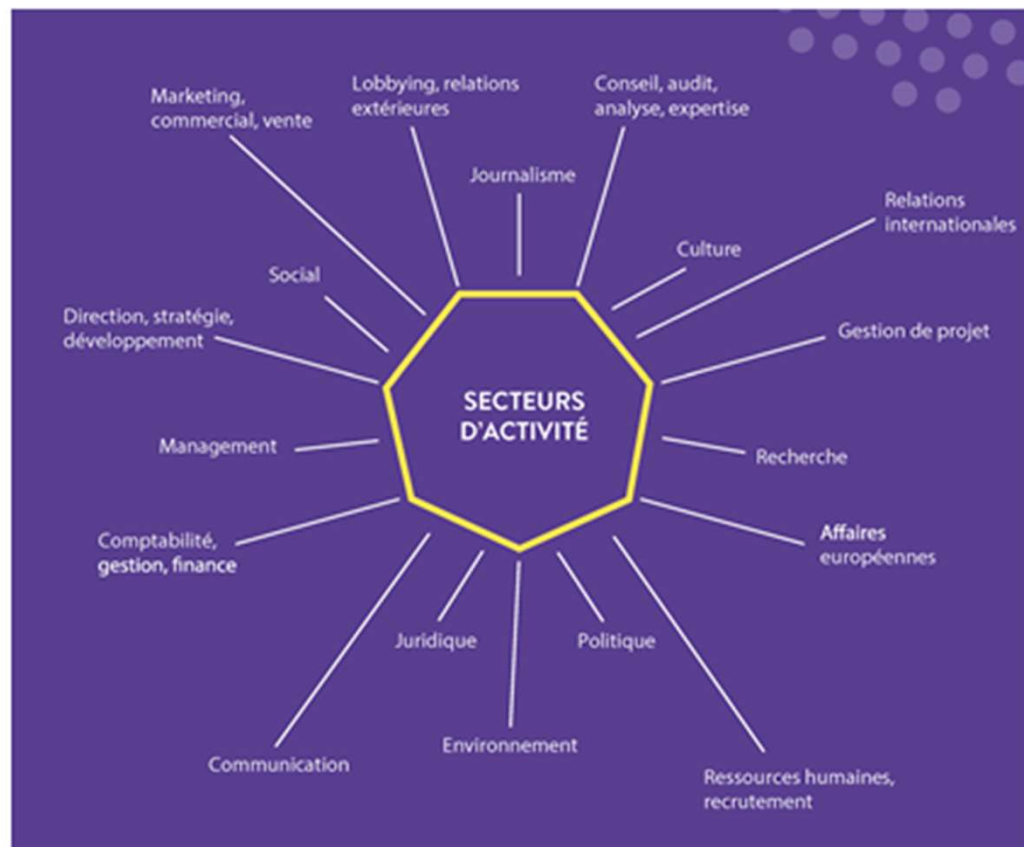 Marketing,
commercial, vente
Lobbying, relations
extérieures
Conseil, audit,
analyse, expertise
Journalisme
Relations
internationales
Culture
Social
Direction, stratégie,
développement
Gestion de projet
SECTEURS
D'ACTIVITÉ
Management
Recherche
Comptabilité,
gestion, finance
Affaires
européennes
Juridique
Politique
Environnement
Communication
Ressources humaines,
recrutement